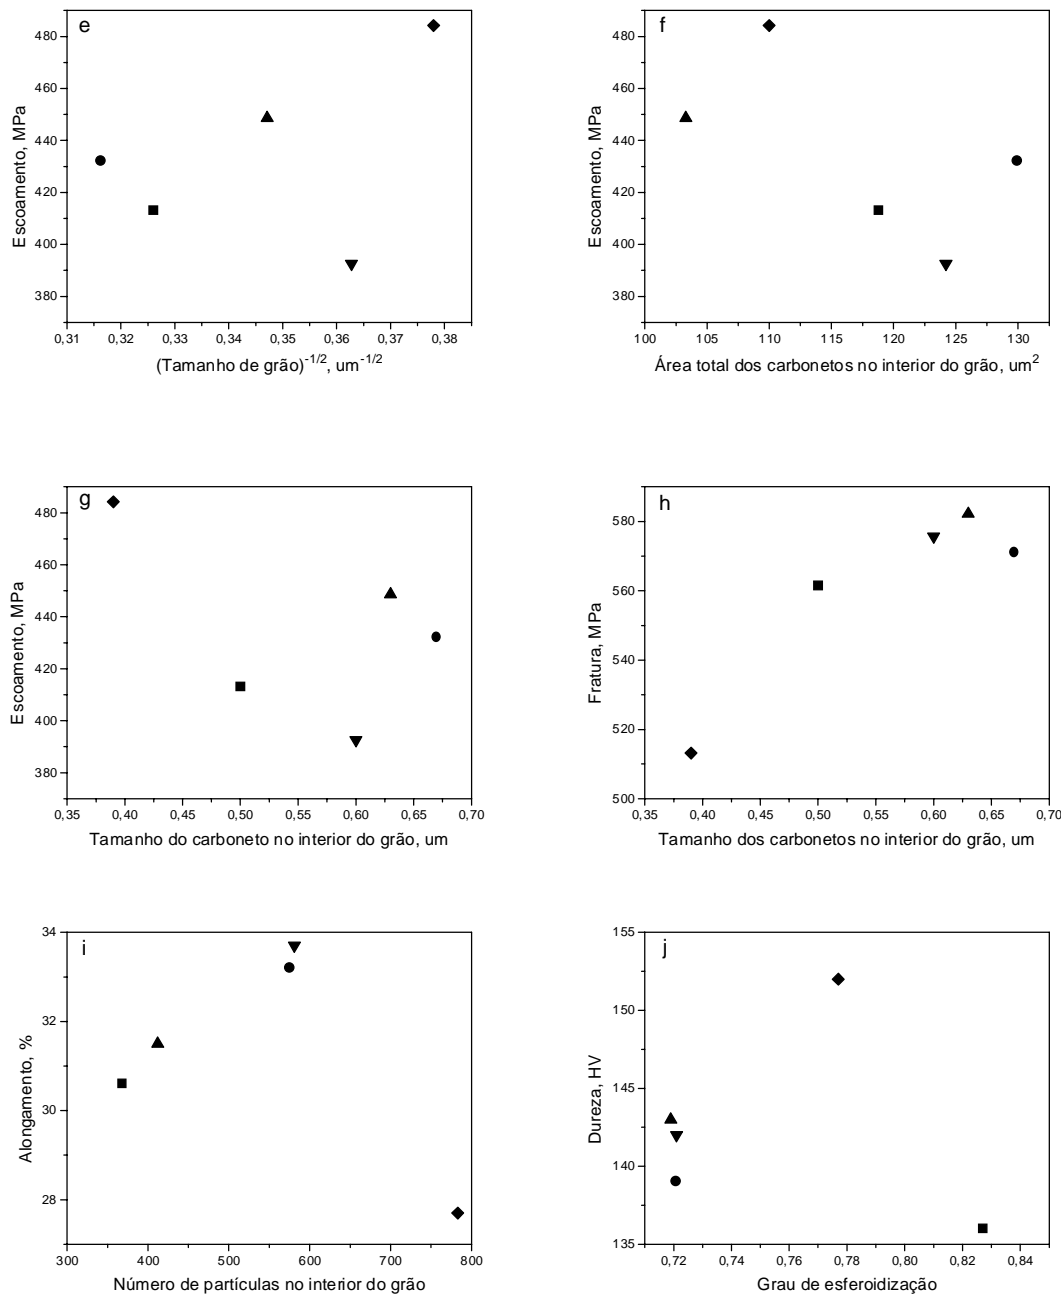 e
480
460
440
420
400
380
Escoamento, MPa
0,31 0,32 0,33 0,34 0,35 0,36 0,37 0,38
(Tamanho de grão)-1/2, um-1/2
f
480
460
440
420
400
380
Escoamento, MPa
100 105 110 115 120 125 130
Área total dos carbonetos no interior do grão, um2
g
480
460
440
420
400
380
Escoamento, MPa
0,35 0,40 0,45 0,50 0,55 0,60 0,65 0,70
Tamanho do carboneto no interior do grão, um
h
580
560
540
520
500
Fratura, MPa
0,35 0,40 0,45 0,50 0,55 0,60 0,65 0,70
Tamanho dos carbonetos no interior do grão, um
i
34
32
30
28
Alongamento, %
300 400 500 600 700 800
Número de partículas no interior do grão
j
155
150
145
140
135
Dureza, HV
0,72 0,74 0,76 0,78 0,80 0,82 0,84
Grau de esferoidização